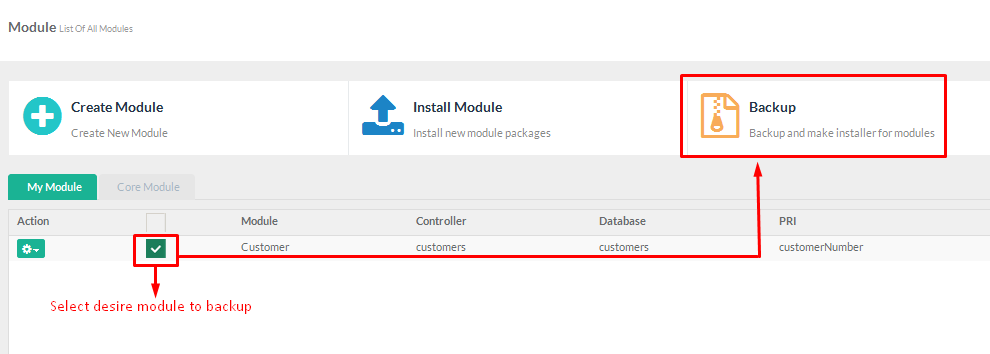 Module List Of All Modules
Create Module
Create New Module
Install Module
Install new module packages
Backup
Backup and make installer for modules
My Module
Core Module
Action Module Controller Database PRI
Customer customers customers customerNumber
Select desire module to backup